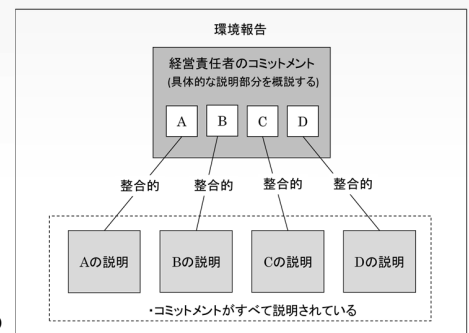 環境報告
経営責任者のコミットメント
(具体的な説明部分を概説する)
A B C D
整合的 整合的 整合的 整合的
Aの説明 Bの説明 Cの説明 Dの説明
・コミットメントがすべて説明されている